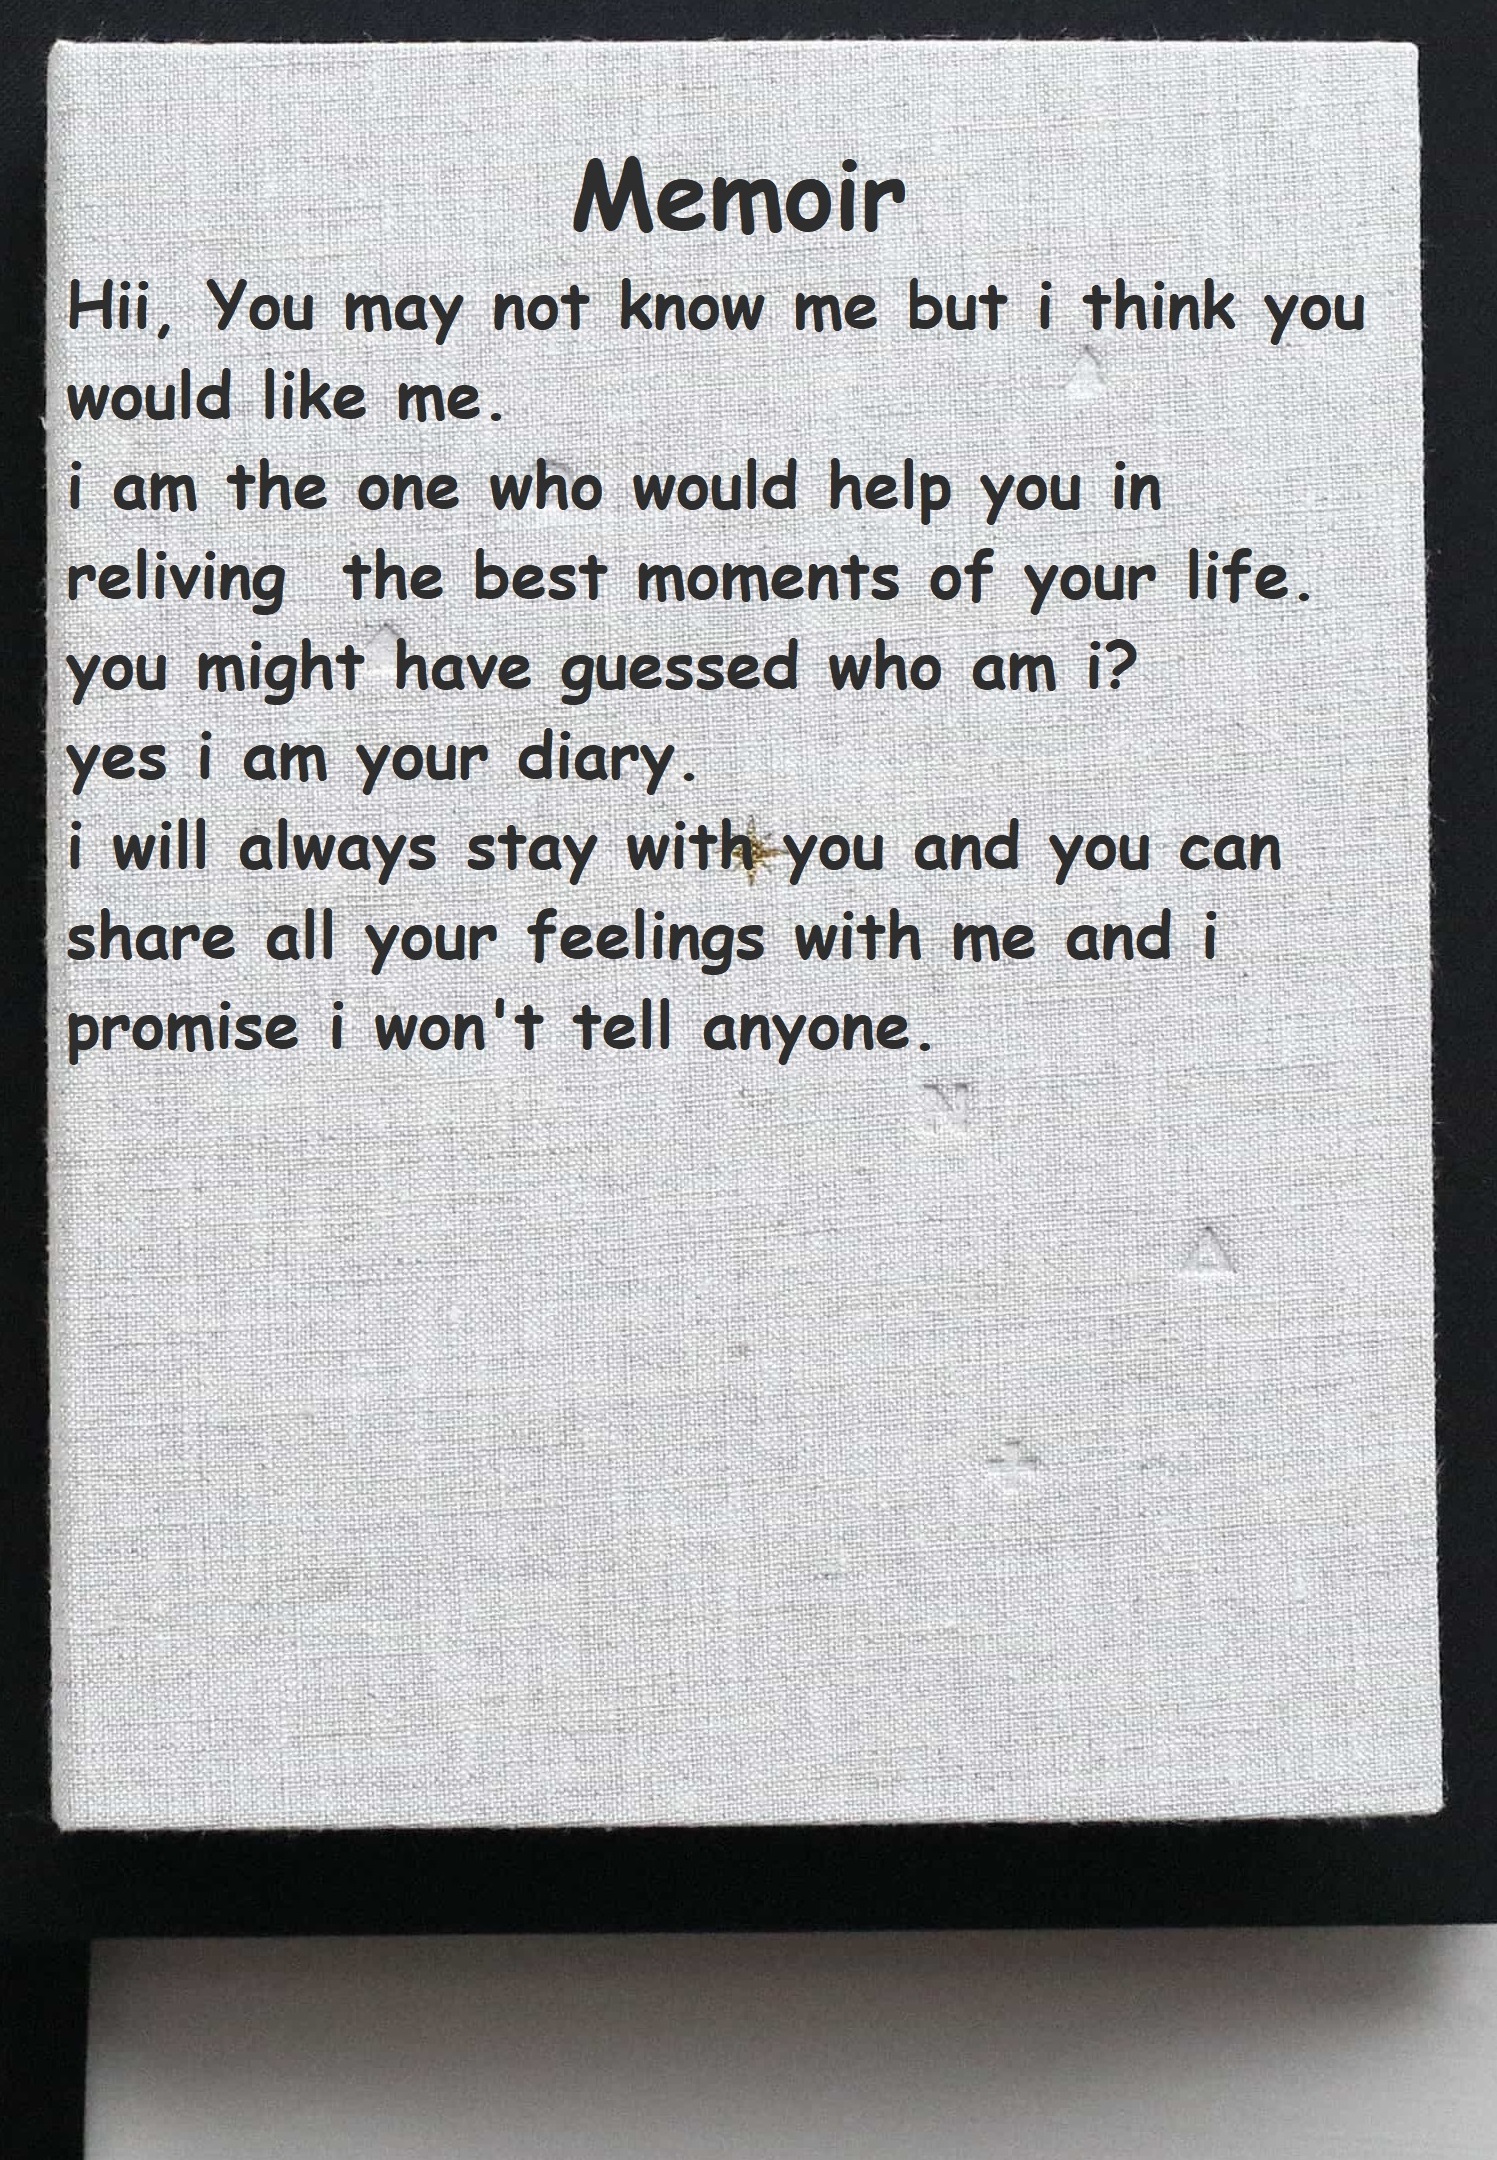 Memoir
Hii, You may not know me but i think you
would like me.
i am the one who would help you in
reliving  the best moments of your life.
you might have guessed who am i?
yes i am your diary.
i will always stay with you and you can
share all your feelings with me and i
promise i won't tell anyone.